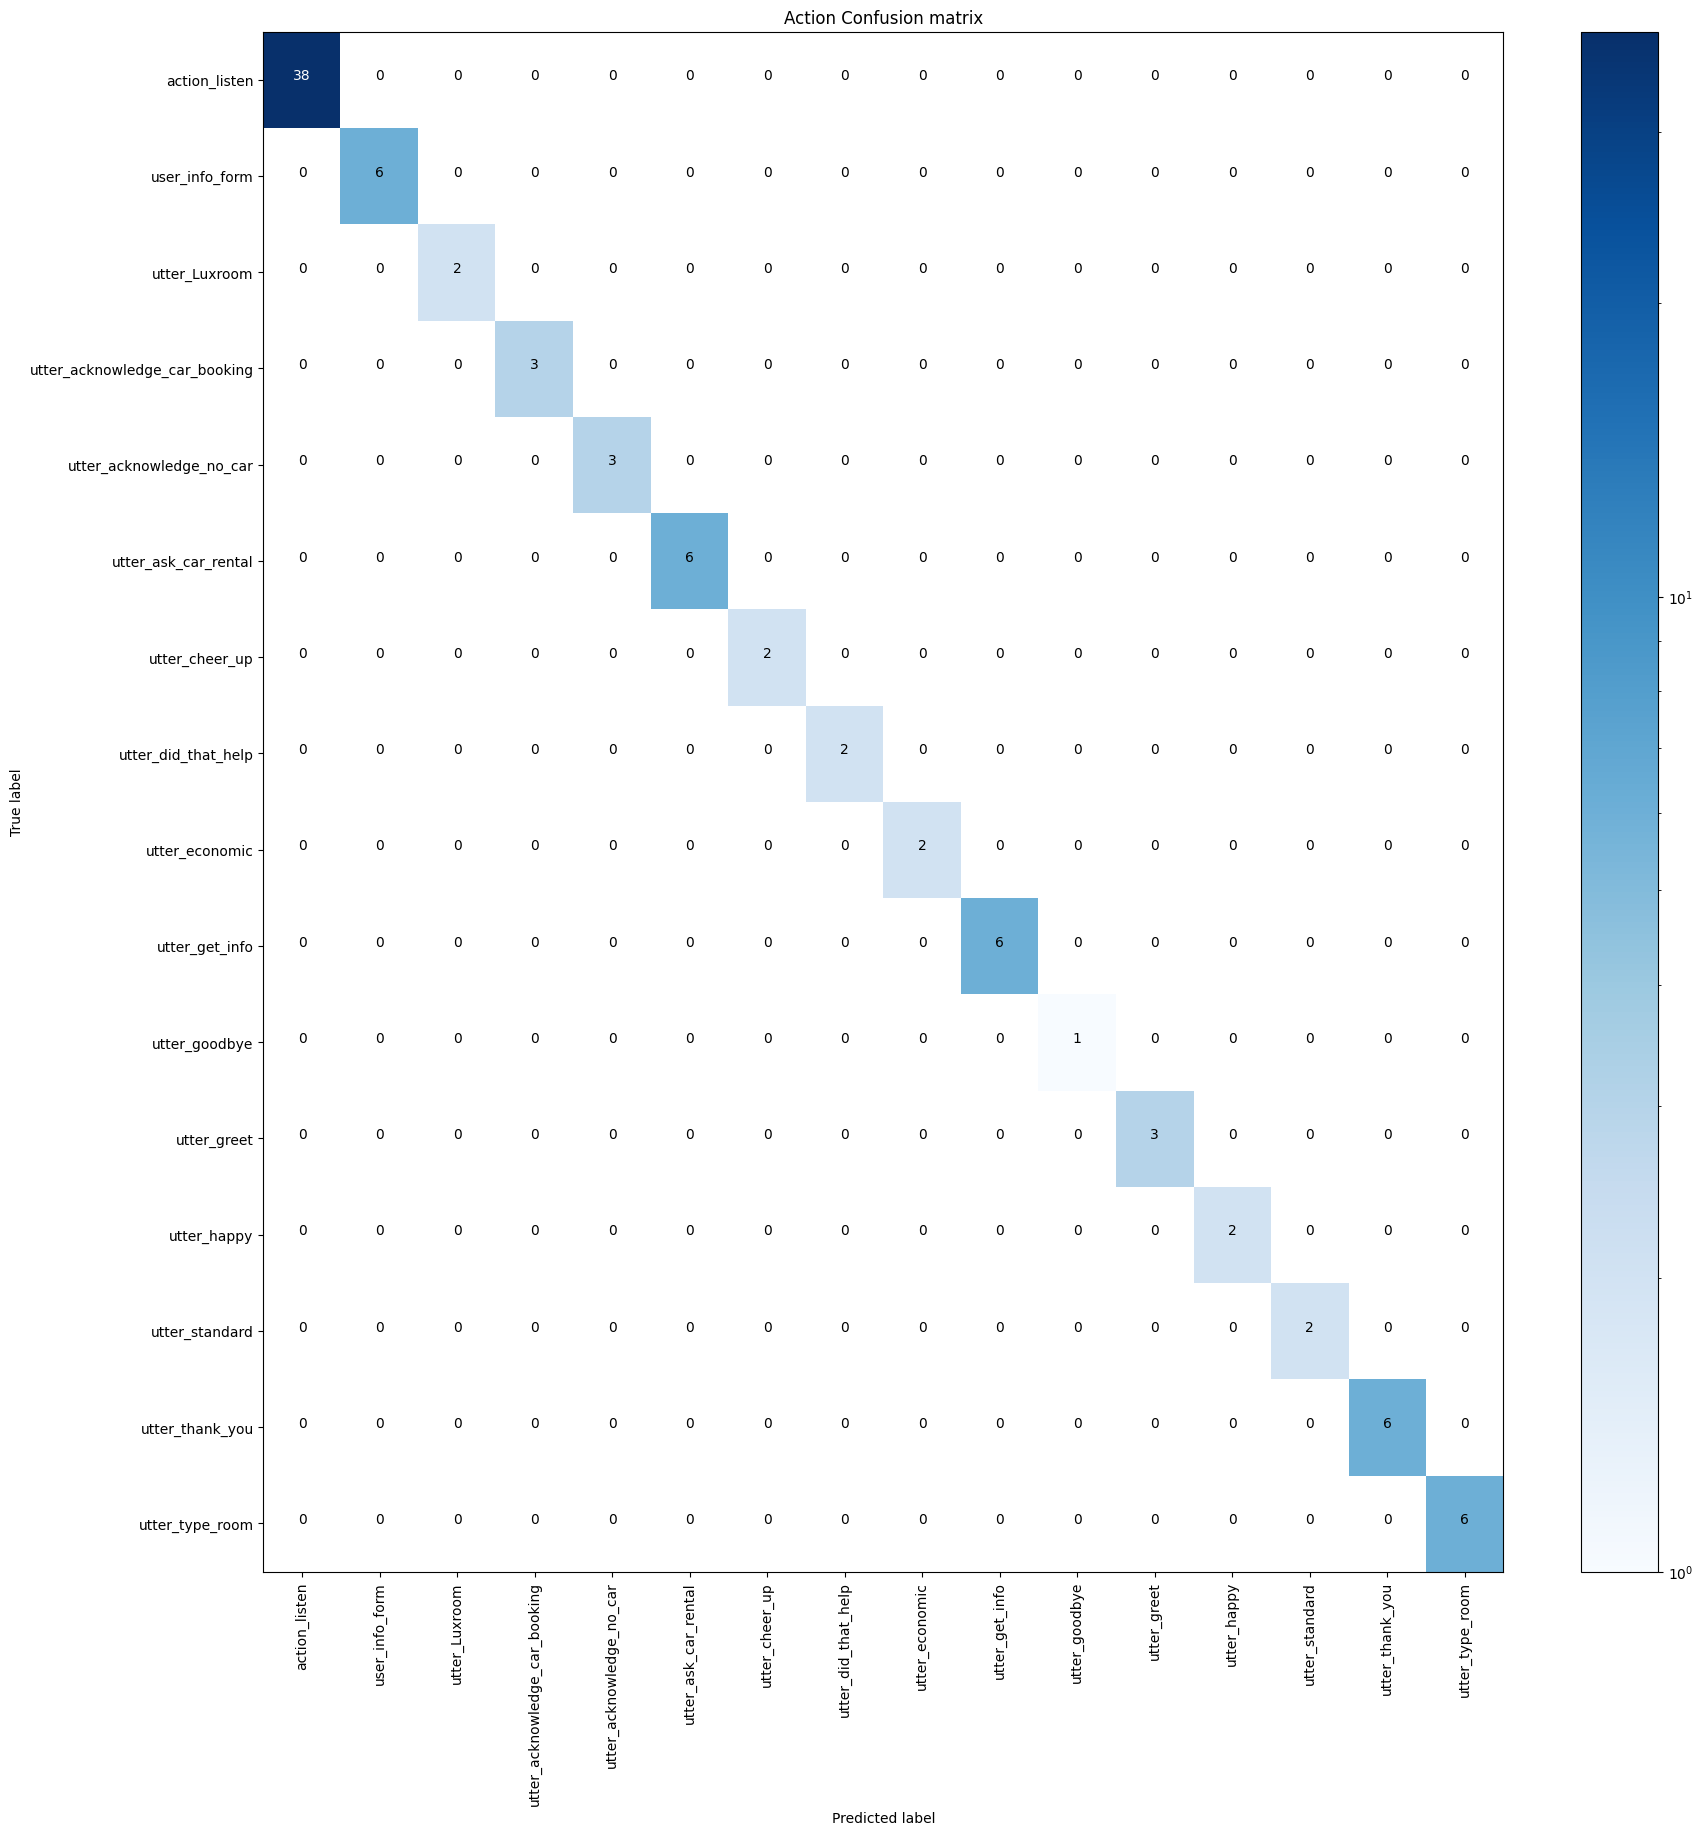 Action Confusion matrix
True label
action_listen 38 0 0 0 0 0 0 0 0 0 0 0 0 0 0 0
user_info_form 0 6 0 0 0 0 0 0 0 0 0 0 0 0 0 0
utter_Luxroom 0 0 2 0 0 0 0 0 0 0 0 0 0 0 0 0
utter_acknowledge_car_booking 0 0 0 3 0 0 0 0 0 0 0 0 0 0 0 0
utter_acknowledge_no_car 0 0 0 0 3 0 0 0 0 0 0 0 0 0 0 0
utter_ask_car_rental 0 0 0 0 0 6 0 0 0 0 0 0 0 0 0 0
utter_cheer_up 0 0 0 0 0 0 2 0 0 0 0 0 0 0 0 0
utter_did_that_help 0 0 0 0 0 0 0 2 0 0 0 0 0 0 0 0
utter_economic 0 0 0 0 0 0 0 0 2 0 0 0 0 0 0 0
utter_get_info 0 0 0 0 0 0 0 0 0 6 0 0 0 0 0 0
utter_goodbye 0 0 0 0 0 0 0 0 0 0 1 0 0 0 0 0
utter_greet 0 0 0 0 0 0 0 0 0 0 0 3 0 0 0 0
utter_happy 0 0 0 0 0 0 0 0 0 0 0 0 2 0 0 0
utter_standard 0 0 0 0 0 0 0 0 0 0 0 0 0 2 0 0
utter_thank_you 0 0 0 0 0 0 0 0 0 0 0 0 0 0 6 0
utter_type_room 0 0 0 0 0 0 0 0 0 0 0 0 0 0 0 6
action_listen
user_info_form
utter_Luxroom
utter_acknowledge_car_booking
utter_acknowledge_no_car
utter_ask_car_rental
utter_cheer_up
utter_did_that_help
utter_economic
utter_get_info
utter_goodbye
utter_greet
utter_happy
utter_standard
utter_thank_you
utter_type_room
Predicted label
10¹
10⁰